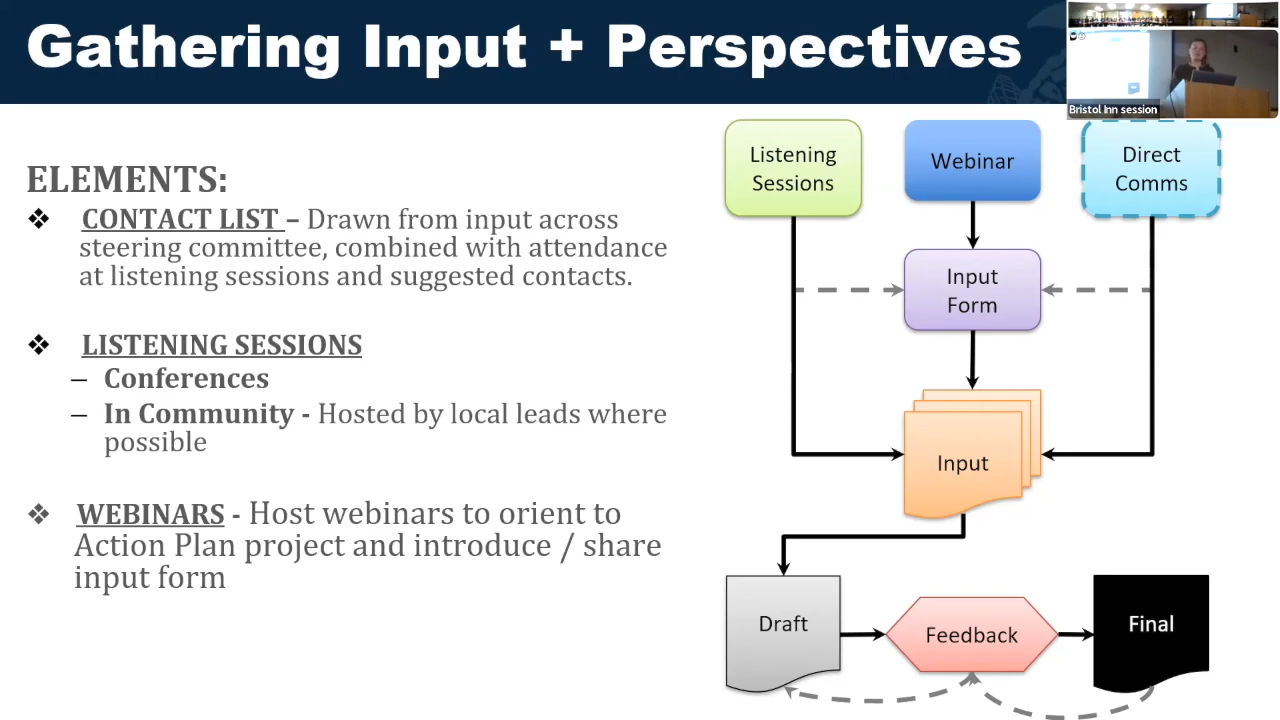 Gathering Input + Perspectives
Bristol Inn session
ELEMENTS:
❖ CONTACT LIST – Drawn from input across
steering committee, combined with attendance
at listening sessions and suggested contacts.
❖ LISTENING SESSIONS
– Conferences
– In Community - Hosted by local leads where
possible
❖ WEBINARS - Host webinars to orient to
Action Plan project and introduce / share
input form
Listening
Sessions
Webinar
Direct
Comms
Input
Form
Input
Draft
Feedback
Final